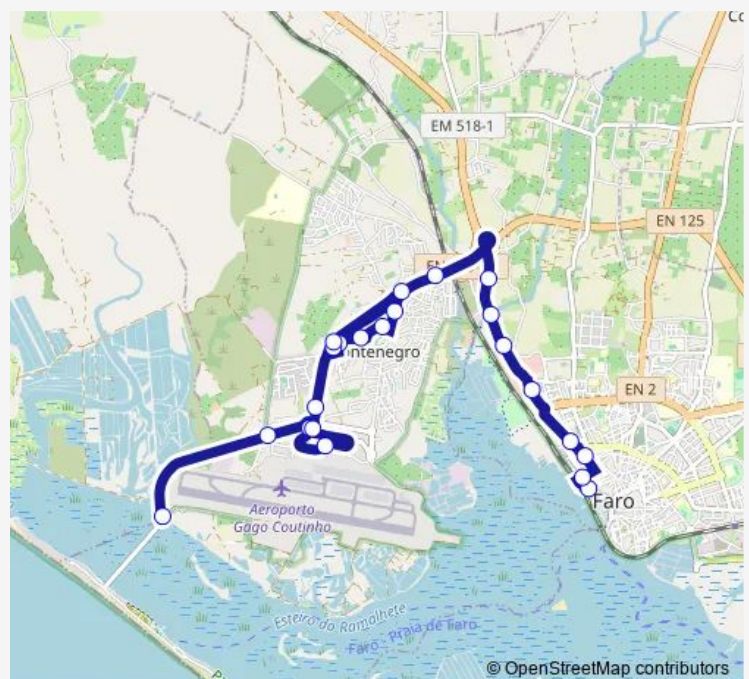 EM 518-1
EN 125
ntenegro
EN 2
Aeroporto
Gago Coutinho
Faro
Esteiro do Ramalhete
Faro - Praia de Faro
© OpenStreetMap contributors